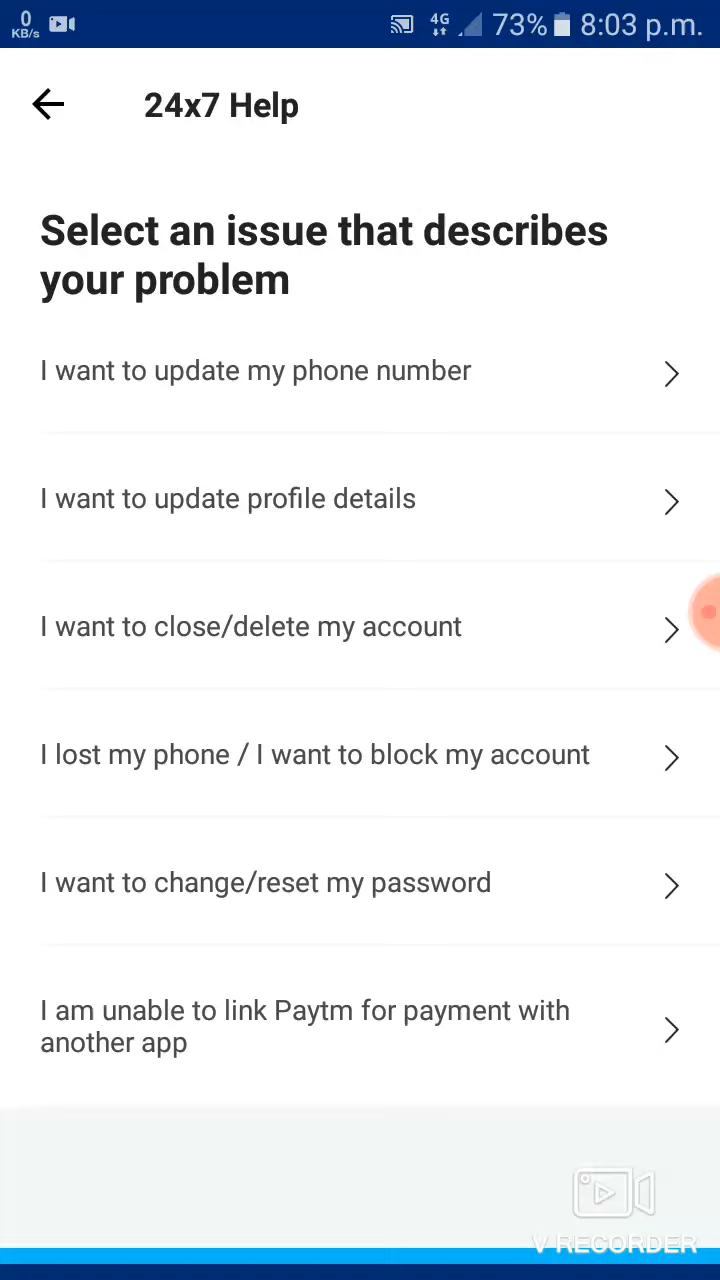 0
KB/s
4G
73%
8:03 p.m.
24x7 Help
Select an issue that describes
your problem
I want to update my phone number
I want to update profile details
I want to close/delete my account
I lost my phone / I want to block my account
I want to change/reset my password
I am unable to link Paytm for payment with
another app
V RECORDER